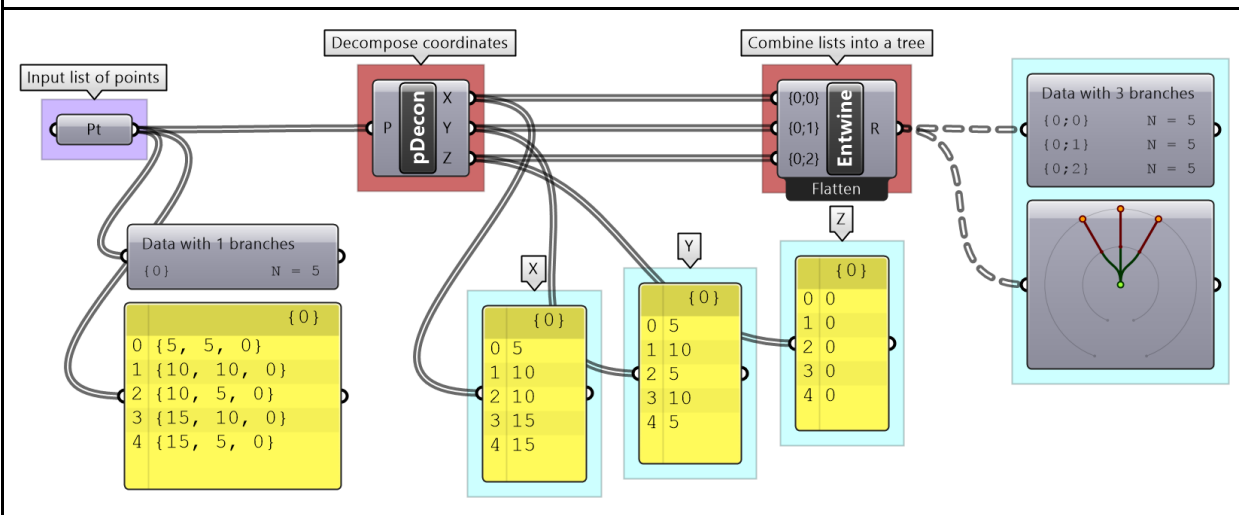 Input list of points
Pt
Data with 1 branches
{0} N = 5
{0}
0 {5, 5, 0}
1 {10, 10, 0}
2 {10, 5, 0}
3 {15, 10, 0}
4 {15, 5, 0}
Decompose coordinates
P pDecon X Y Z
X
{0}
0 5
1 10
2 10
3 15
4 15
Y
{0}
0 5
1 10
2 5
3 10
4 5
Z
{0}
0 0
1 0
2 0
3 0
4 0
Combine lists into a tree
{0;0}
{0;1}
{0;2}
Entwine
R
Flatten
Data with 3 branches
{0;0} N = 5
{0;1} N = 5
{0;2} N = 5